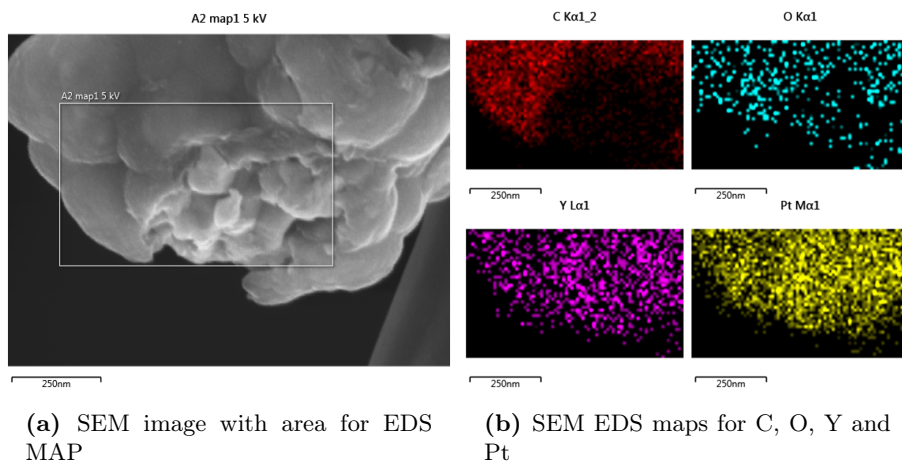 A2 map1 5 kV
A2 map1 5 kV
250nm
C Kα1_2
O Kα1
250nm
250nm
Y Lα1
Pt Mα1
250nm
250nm
(a) SEM image with area for EDS
MAP
(b) SEM EDS maps for C, O, Y and
Pt